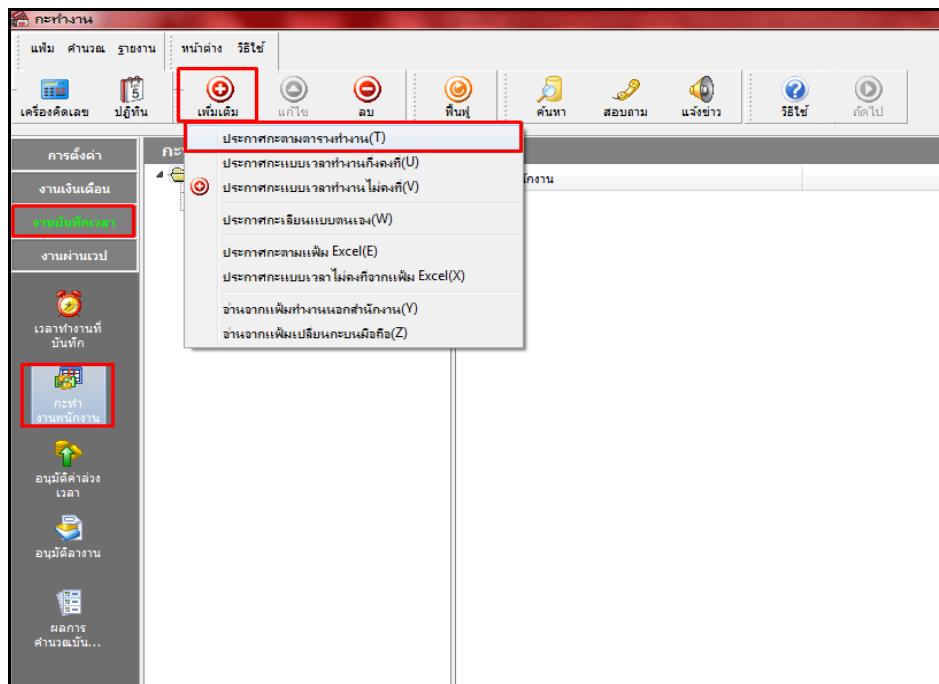 กะทำงาน
แฟ้ม คำนวณ รายงาน หน้าต่าง วิธีใช้
เครื่องคิดเลข ปฏิทิน เพิ่มเติม แก้ไข ลบ ฟื้นฟู ค้นหา สอบถาม แจ้งข่าว วิธีใช้ ถัดไป
การตั้งค่า
งานเงินเดือน
งานบันทึกเวลา
งานผ่านเวป
เวลาทำงานที่
บันทึก
กะทำ
งานพนักงาน
อนุมัติค่าล่วง
เวลา
อนุมัติลางาน
ผลการ
คำนวณบัน...
กะ
ประกาศกะตามตารางทำงาน(T)
ประกาศกะแบบเวลาทำงานถึงคงที่(U)
ประกาศกะแบบเวลาทำงานไม่คงที่(V)
ประกาศกะเลียนแบบตนเอง(W)
ประกาศกะตามแฟ้ม Excel(E)
ประกาศกะแบบเวลาไม่คงที่จากแฟ้ม Excel(X)
อ่านจากแฟ้มทำงานนอกสำนักงาน(Y)
อ่านจากแฟ้มเปลี่ยนกะบนมือถือ(Z)